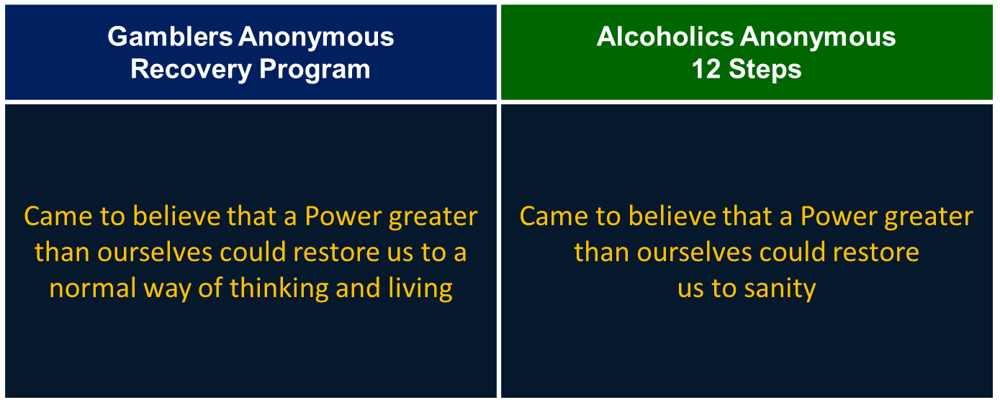 Gamblers Anonymous
Recovery Program
Alcoholics Anonymous
12 Steps
Came to believe that a Power greater
than ourselves could restore us to a
normal way of thinking and living
Came to believe that a Power greater
than ourselves could restore
us to sanity